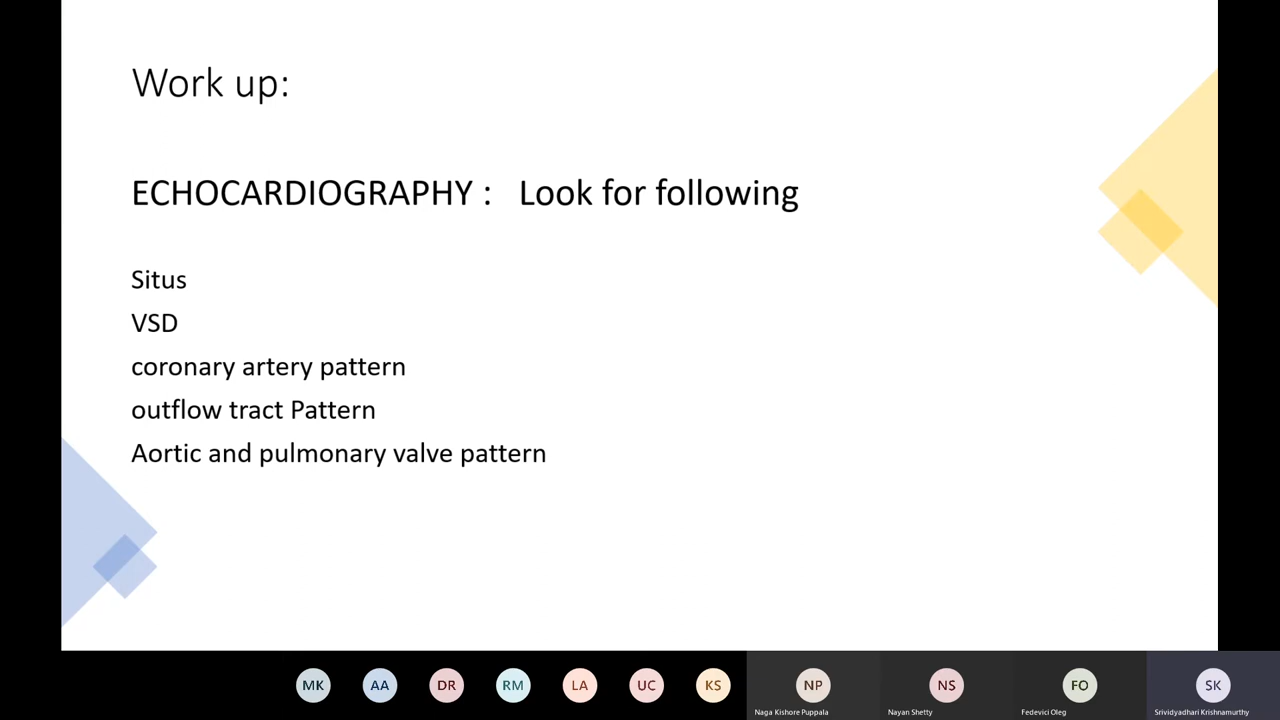 Work up:
ECHOCARDIOGRAPHY : Look for following
Situs
VSD
coronary artery pattern
outflow tract Pattern
Aortic and pulmonary valve pattern
MK AA DR RM LA UC KS NP NS FO SK
Naga Kishore Puppala Nayan Shetty Fedevici Oleg Srividyadhari Krishnamurthy